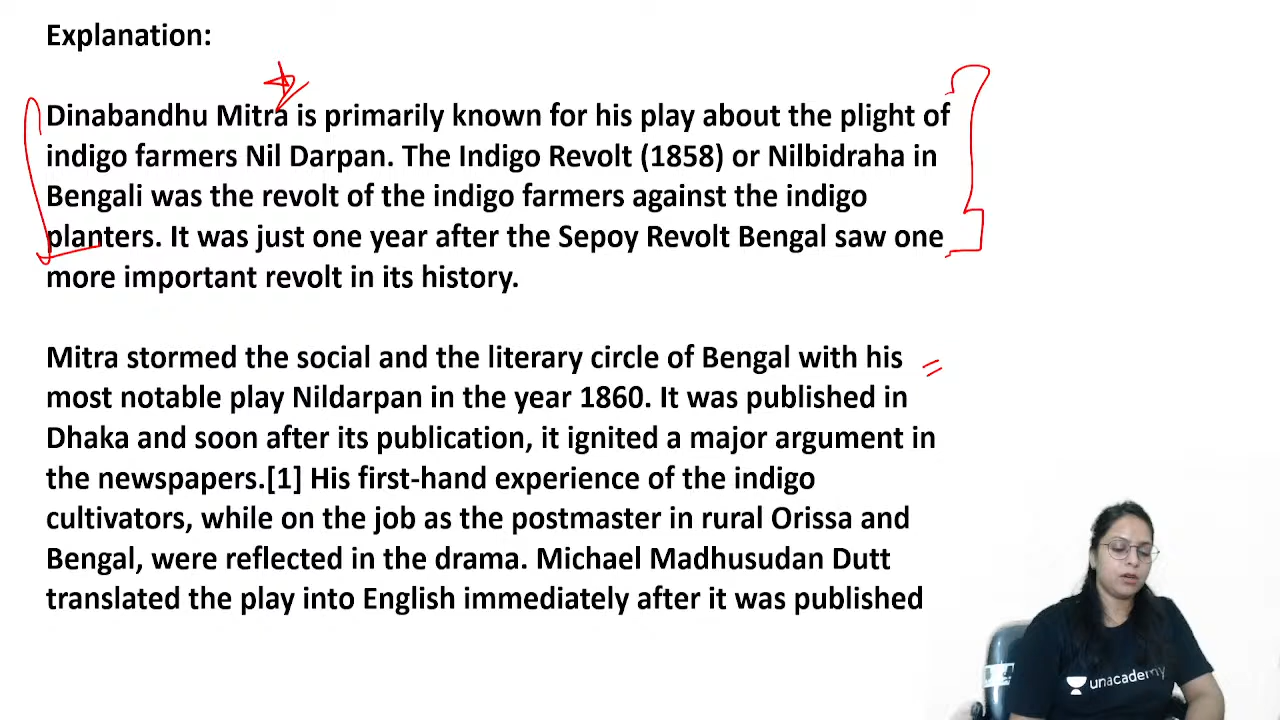 Explanation:
Dinabandhu Mitra is primarily known for his play about the plight of
indigo farmers Nil Darpan. The Indigo Revolt (1858) or Nilbidraha in
Bengali was the revolt of the indigo farmers against the indigo
planters. It was just one year after the Sepoy Revolt Bengal saw one
more important revolt in its history.
Mitra stormed the social and the literary circle of Bengal with his
most notable play Nildarpan in the year 1860. It was published in
Dhaka and soon after its publication, it ignited a major argument in
the newspapers.[1] His first-hand experience of the indigo
cultivators, while on the job as the postmaster in rural Orissa and
Bengal, were reflected in the drama. Michael Madhusudan Dutt
translated the play into English immediately after it was published
unacademy